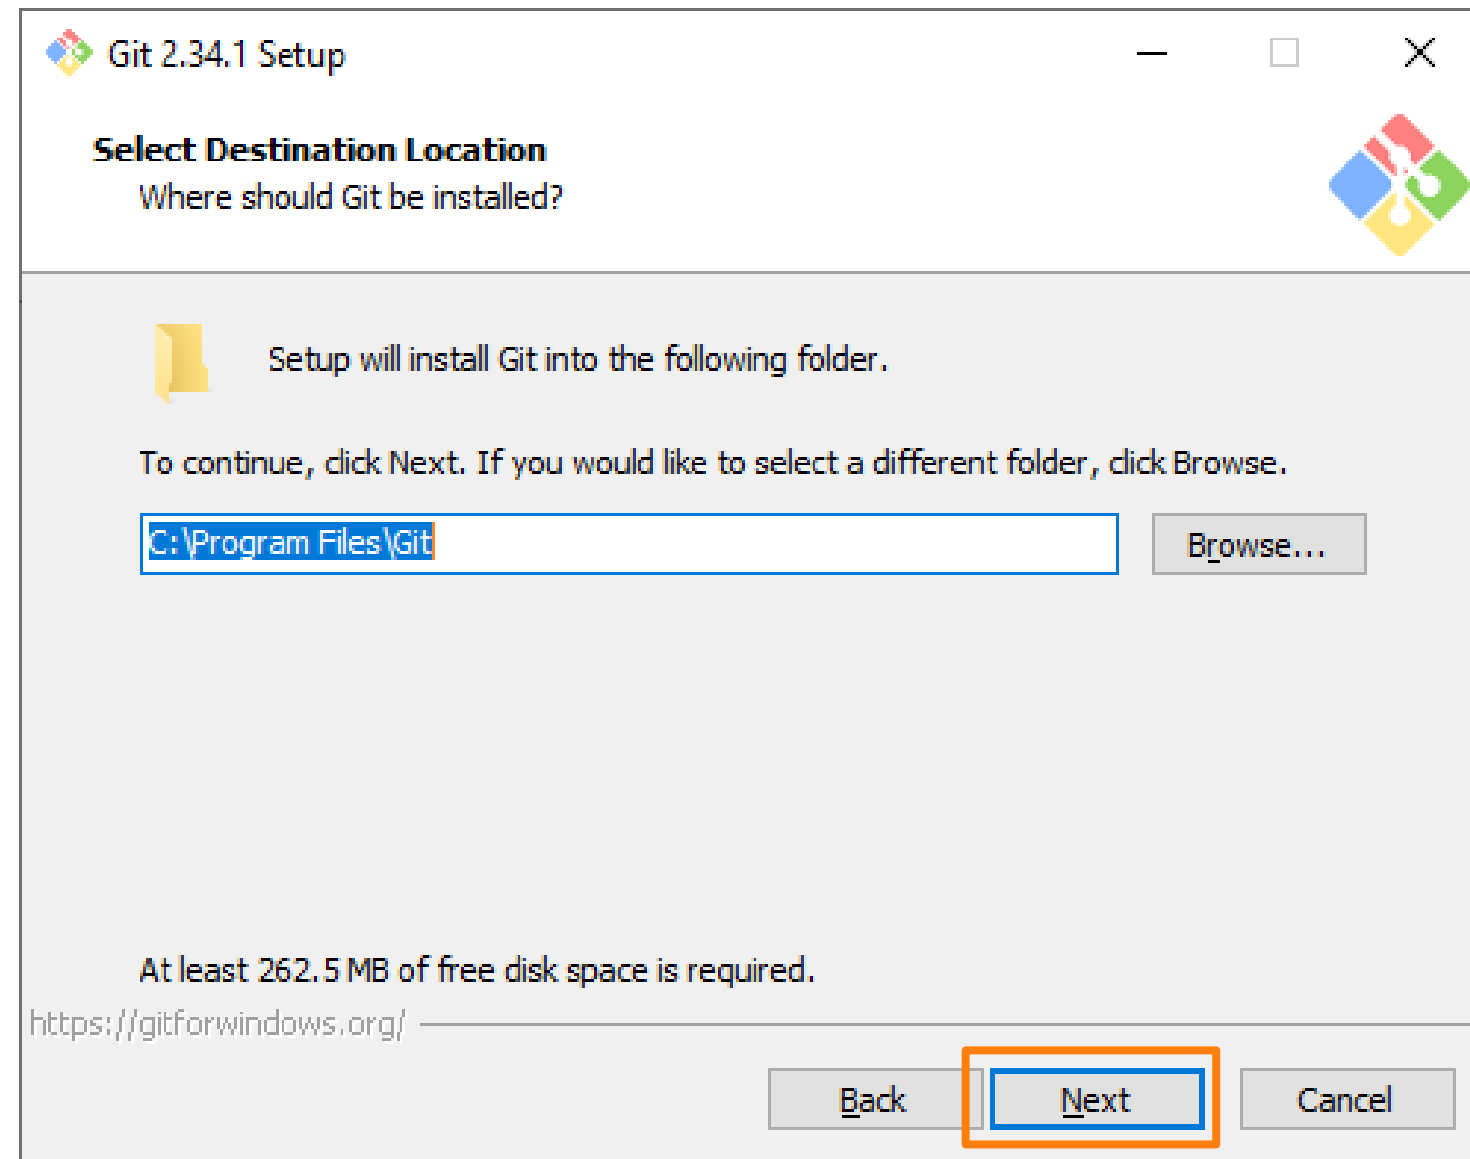 Git 2.34.1 Setup
Select Destination Location
Where should Git be installed?
Setup will install Git into the following folder.
To continue, click Next. If you would like to select a different folder, click Browse.
C:\Program Files\Git
Browse...
At least 262.5 MB of free disk space is required.
https://gitforwindows.org/
Back
Next
Cancel